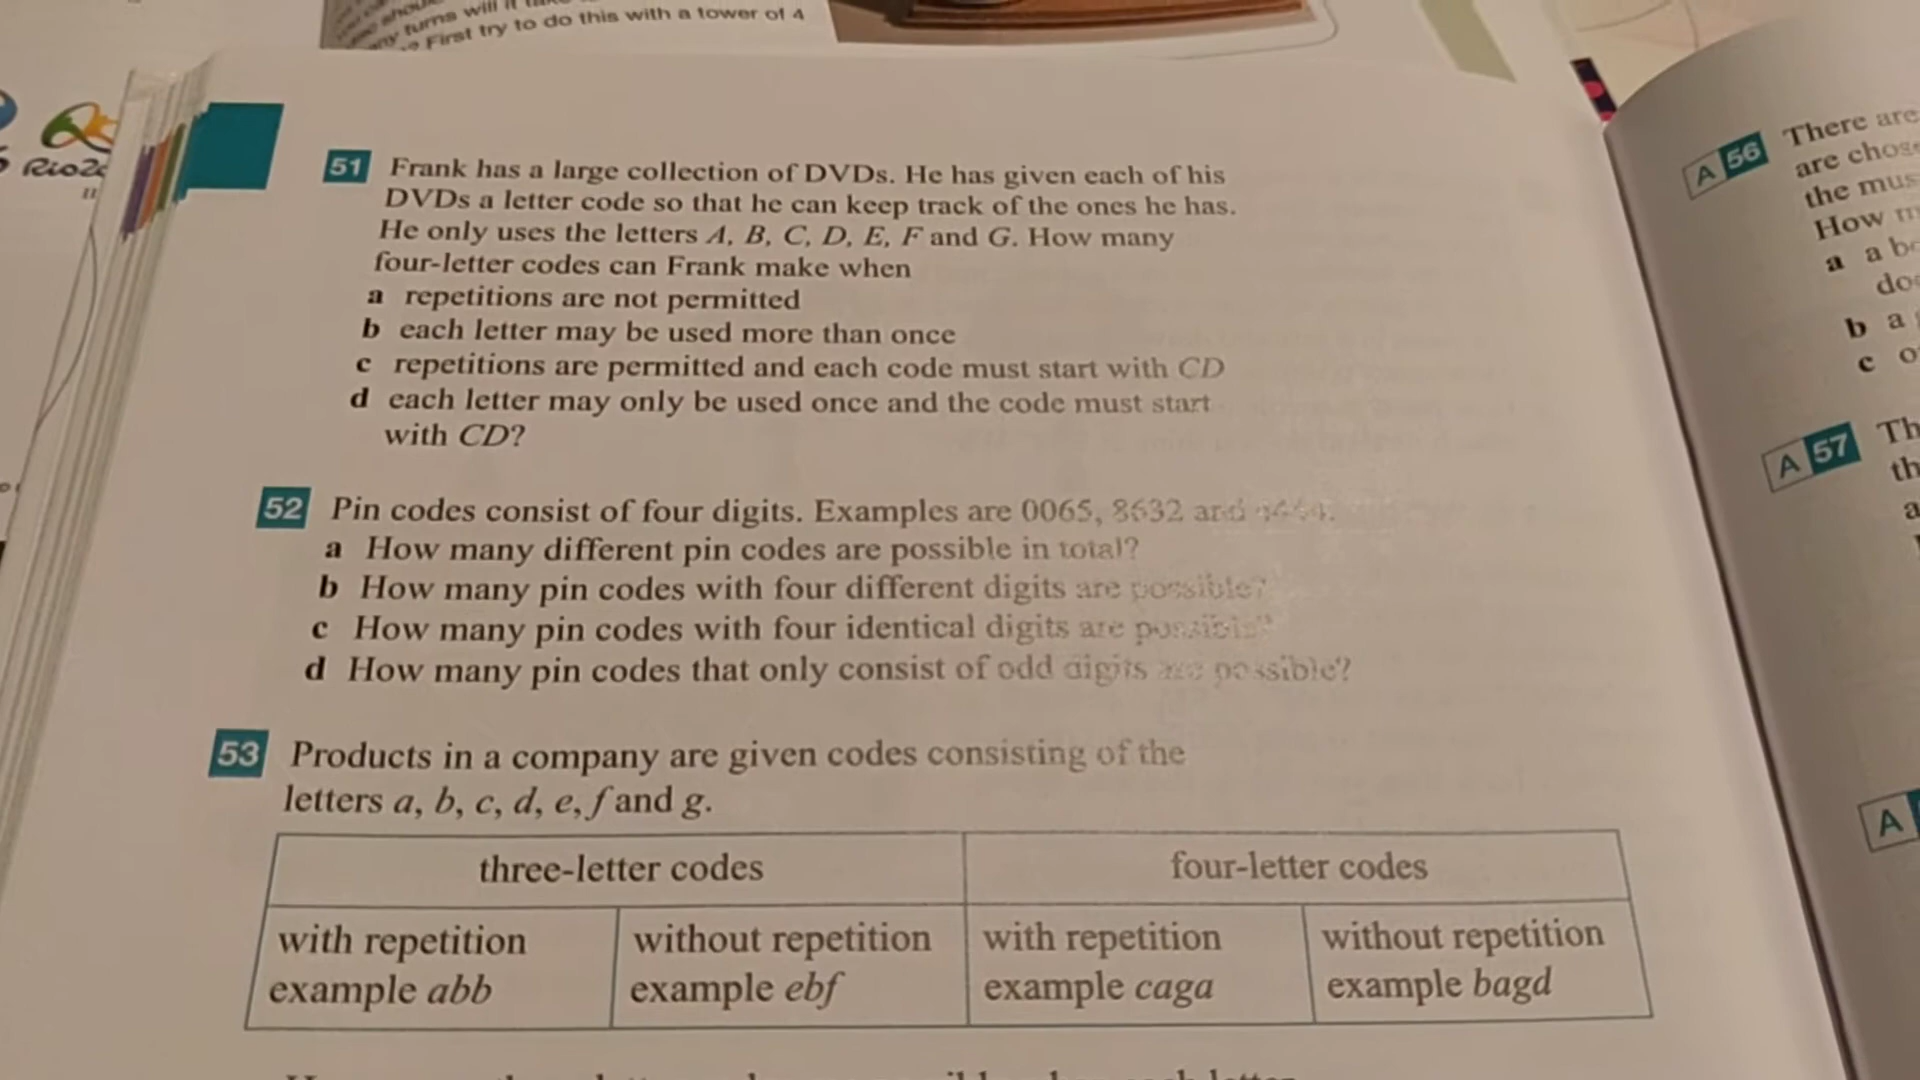 turns will it
First try to do this with a tower of 4
Rio20
51 Frank has a large collection of DVDs. He has given each of his
DVDs a letter code so that he can keep track of the ones he has.
He only uses the letters A, B, C, D, E, F and G. How many
four-letter codes can Frank make when
a repetitions are not permitted
b each letter may be used more than once
c repetitions are permitted and each code must start with CD
d each letter may only be used once and the code must start
with CD?
52 Pin codes consist of four digits. Examples are 0065, 8632 and
a How many different pin codes are possible in total?
b How many pin codes with four different digits are possible?
c How many pin codes with four identical digits are possible?
d How many pin codes that only consist of odd digits are possible?
53 Products in a company are given codes consisting of the
letters a, b, c, d, e, f and g.
three-letter codes four-letter codes
with repetition without repetition with repetition without repetition
example abb example ebf example caga example bagd
A 56 There are
are chos
the mus
How m
a a b
do
b a
c o
A 57 Th
th
a
A